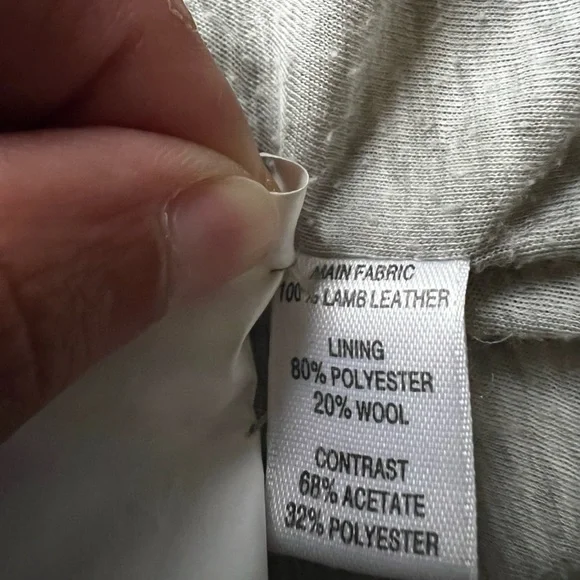 MAIN FABRIC
100% LAMB LEATHER
LINING
80% POLYESTER
20% WOOL
CONTRAST
68% ACETATE
32% POLYESTER